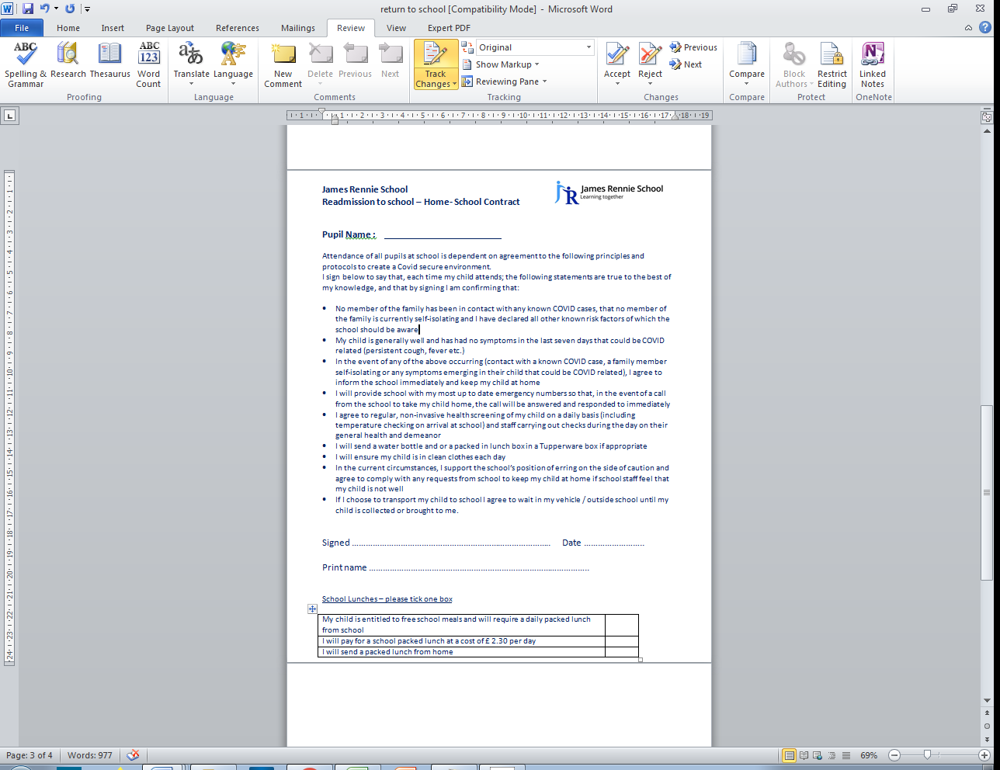 return to school [Compatibility Mode] - Microsoft Word
File Home Insert Page Layout References Mailings Review View Expert PDF
Spelling & Grammar
Research
Thesaurus
ABC 123 Word Count
Translate
Language
New Comment
Delete
Previous
Next
Track Changes
Original
Show Markup
Reviewing Pane
Accept
Reject
Previous
Next
Compare
Block Authors
Restrict Editing
Linked Notes
Proofing Language Comments Tracking Changes Compare Protect OneNote
James Rennie School
Readmission to school – Home- School Contract
James Rennie School
Learning together
Pupil Name : ___________________________
Attendance of all pupils at school is dependent on agreement to the following principles and
protocols to create a Covid secure environment.
I sign below to say that, each time my child attends; the following statements are true to the best of
my knowledge, and that by signing I am confirming that:
• No member of the family has been in contact with any known COVID cases, that no member of
the family is currently self-isolating and I have declared all other known risk factors of which the
school should be aware
• My child is generally well and has had no symptoms in the last seven days that could be COVID
related (persistent cough, fever etc.)
• In the event of any of the above occurring (contact with a known COVID case, a family member
self-isolating or any symptoms emerging in their child that could be COVID related), I agree to
inform the school immediately and keep my child at home
• I will provide school with my most up to date emergency numbers so that, in the event of a call
from the school to take my child home, the call will be answered and responded to immediately
• I agree to regular, non-invasive health screening of my child on a daily basis (including
temperature checking on arrival at school) and staff carrying out checks during the day on their
general health and demeanor
• I will send a water bottle and or a packed in lunch box in a Tupperware box if appropriate
• I will ensure my child is in clean clothes each day
• In the current circumstances, I support the school's position of erring on the side of caution and
agree to comply with any requests from school to keep my child at home if school staff feel that
my child is not well
• If I choose to transport my child to school I agree to wait in my vehicle / outside school until my
child is collected or brought to me.
Signed ........................................ Date ........................
Print name ........................................
School Lunches – please tick one box
My child is entitled to free school meals and will require a daily packed lunch
from school
I will pay for a school packed lunch at a cost of £ 2.30 per day
I will send a packed lunch from home
Page: 3 of 4 Words: 977 69%